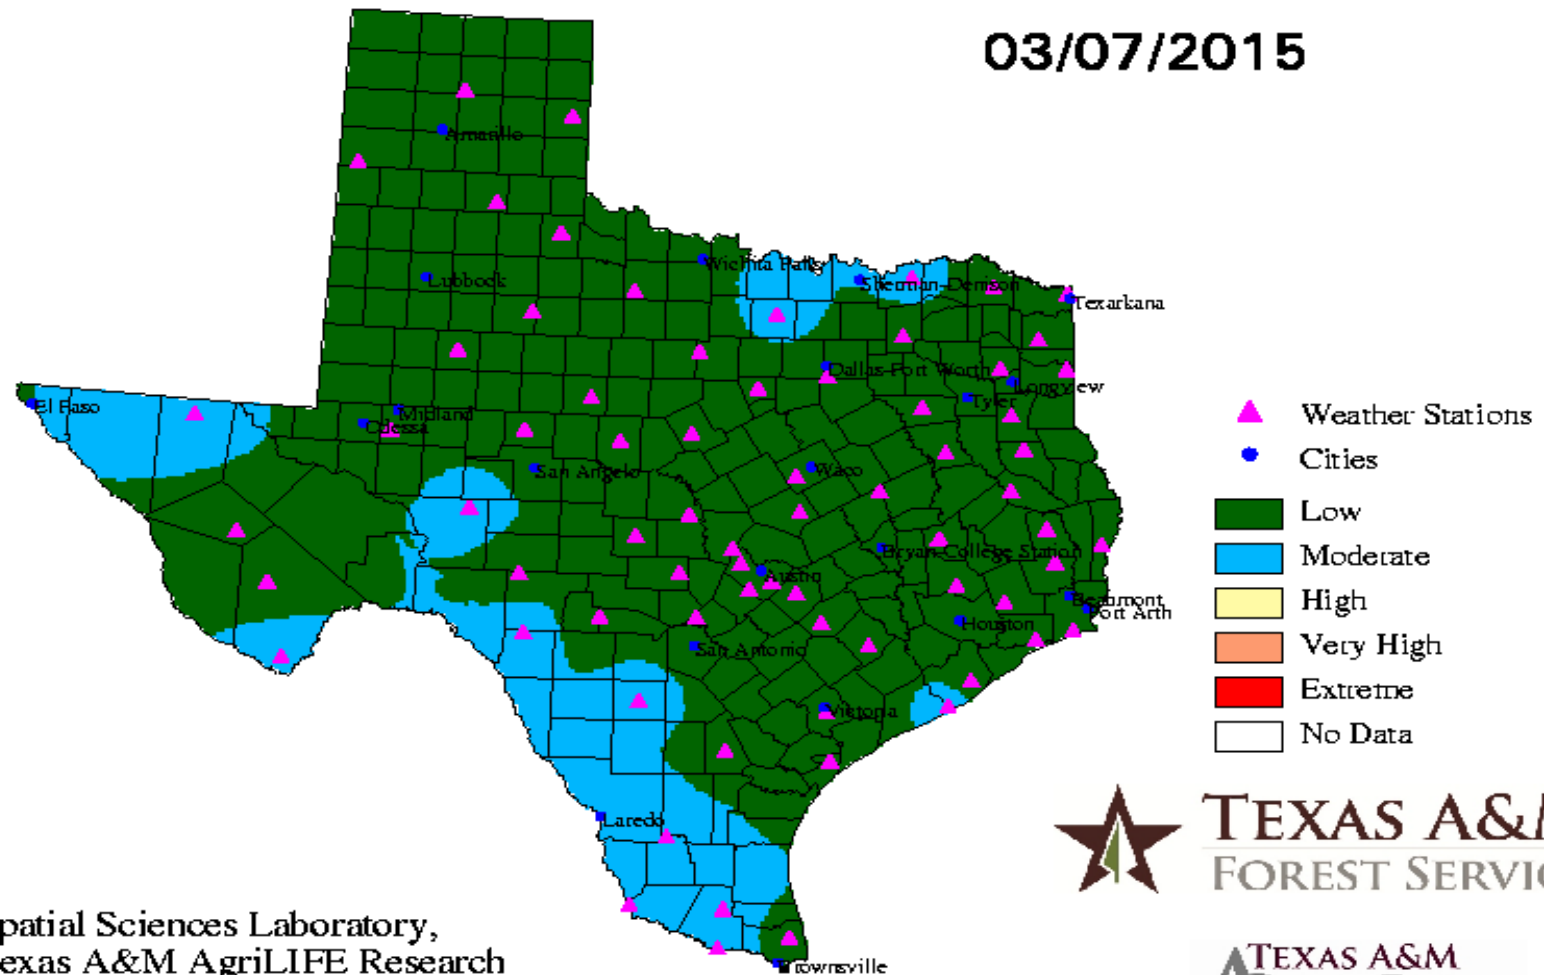 03/07/2015
Amarillo
Wichita Falls
Lubbock
Sherman-Denison
Texarkana
Dallas-Fort Worth
Longview
El Paso
Midland
Tyler
Odessa
San Angelo
Waco
Bryan-College Station
Austin
Beaumont
Port Arth
Houston
San Antonio
Victoria
Laredo
Brownsville
Weather Stations
Cities
Low
Moderate
High
Very High
Extreme
No Data
TEXAS A&M
FOREST SERVIC
patial Sciences Laboratory,
exas A&M AgriLIFE Research
TEXAS A&M